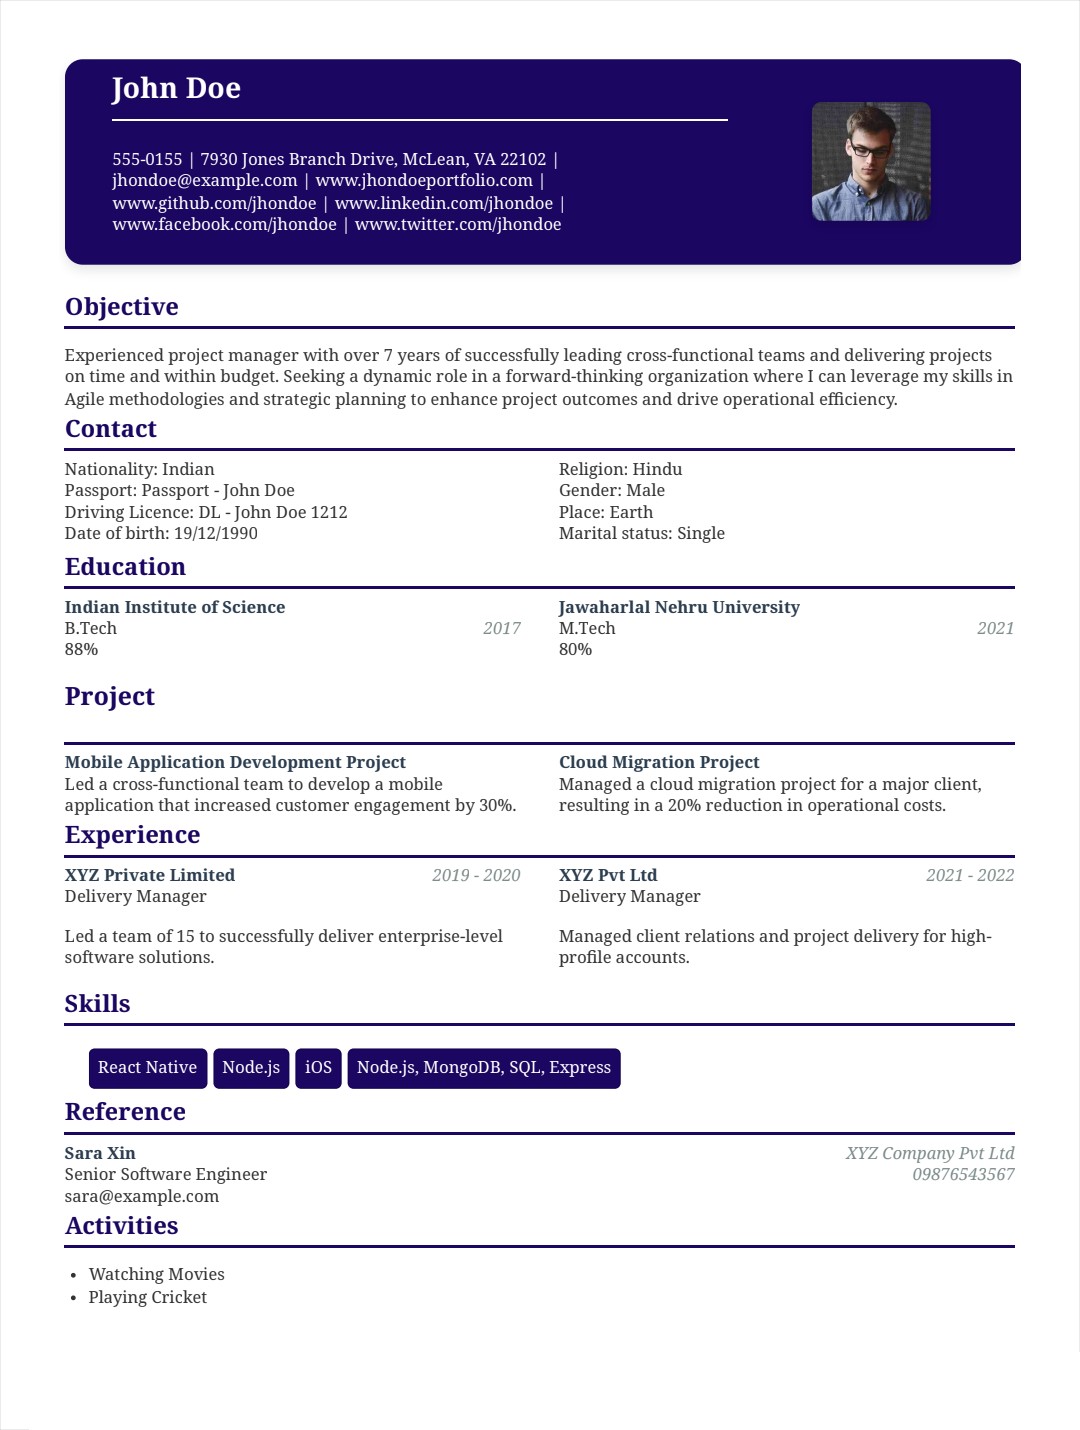 John Doe
555-0155 | 7930 Jones Branch Drive, McLean, VA 22102 |
jhondoe@example.com | www.jhondoeportfolio.com |
www.github.com/jhondoe | www.linkedin.com/jhondoe |
www.facebook.com/jhondoe | www.twitter.com/jhondoe
Objective
Experienced project manager with over 7 years of successfully leading cross-functional teams and delivering projects
on time and within budget. Seeking a dynamic role in a forward-thinking organization where I can leverage my skills in
Agile methodologies and strategic planning to enhance project outcomes and drive operational efficiency.
Contact
Nationality: Indian
Passport: Passport - John Doe
Driving Licence: DL - John Doe 1212
Date of birth: 19/12/1990
Religion: Hindu
Gender: Male
Place: Earth
Marital status: Single
Education
Indian Institute of Science
B.Tech 2017
88%
Jawaharlal Nehru University
M.Tech 2021
80%
Project
Mobile Application Development Project
Led a cross-functional team to develop a mobile
application that increased customer engagement by 30%.
Cloud Migration Project
Managed a cloud migration project for a major client,
resulting in a 20% reduction in operational costs.
Experience
XYZ Private Limited 2019 - 2020
Delivery Manager
Led a team of 15 to successfully deliver enterprise-level
software solutions.
XYZ Pvt Ltd 2021 - 2022
Delivery Manager
Managed client relations and project delivery for high-
profile accounts.
Skills
React Native Node.js iOS Node.js, MongoDB, SQL, Express
Reference
Sara Xin XYZ Company Pvt Ltd
Senior Software Engineer 09876543567
sara@example.com
Activities
• Watching Movies
• Playing Cricket